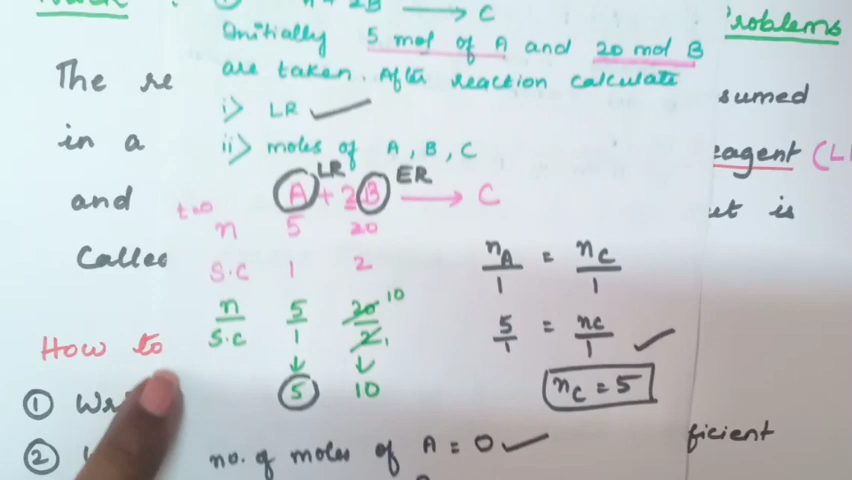 A + 2B → C
Problems
Initially 5 mol of A and 20 mol B
are taken. After reaction calculate
i> LR ✓
ii> moles of A, B, C
The re
sumed
in a
eagent (L
and
is
Calle
LR ER
t=0 A + 2B → C
n 5 20
S.C 1 2
n/S.C 5/1 20/2 10 1
↓ ↓
5 10
nA/1 = nC/1
5/1 = nC/1 ✓
nC = 5
How to
① Wr
②
no. of moles of A = 0 ✓
ficient